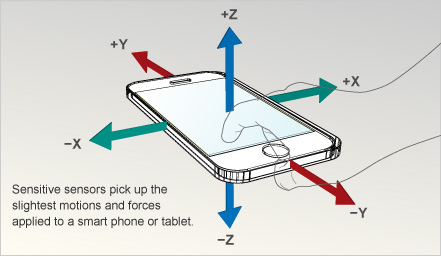 +Z
+Y
+X
−X
Sensitive sensors pick up the
slightest motions and forces
applied to a smart phone or tablet.
−Y
−Z